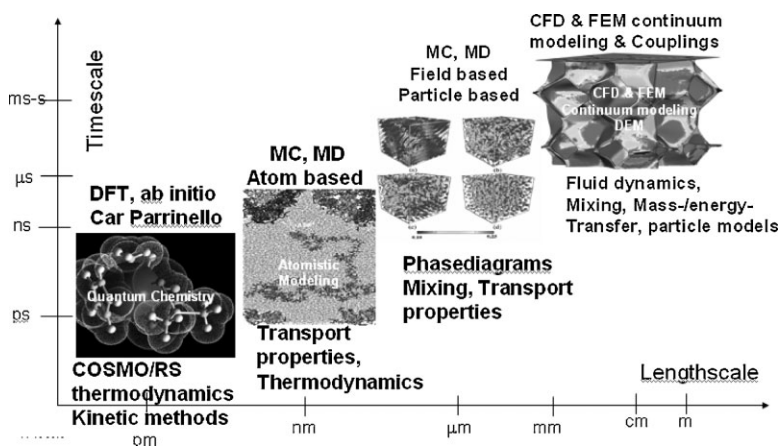 CFD & FEM continuum
modeling & Couplings
MC, MD
Field based
Particle based
CFD & FEM
Continuum modeling
DEM
Timescale
ms-s
μs
ns
ps
MC, MD
Atom based
DFT, ab initio
Car Parrinello
Fluid dynamics,
Mixing, Mass-/energy-
Transfer, particle models
Quantum Chemistry
Atomistic
Modeling
Phasediagrams
Mixing, Transport
properties
Transport
properties,
Thermodynamics
COSMO/RS
thermodynamics
Kinetic methods
Lengthscale
pm
nm
μm
mm
cm
m